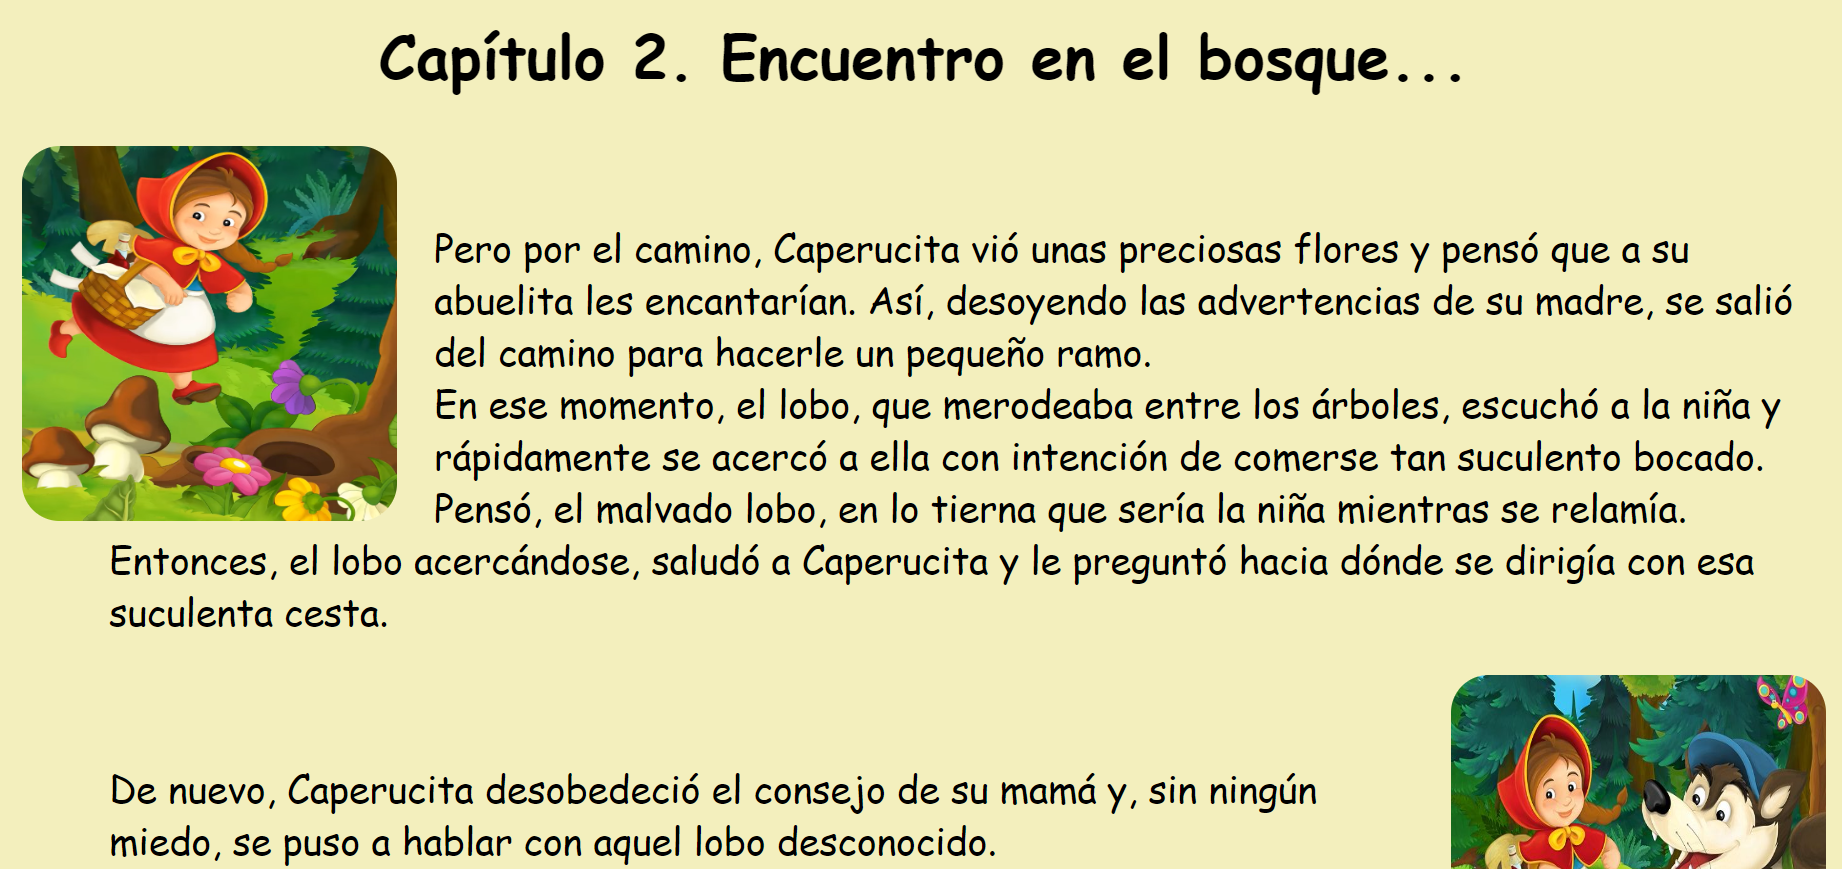 Capítulo 2. Encuentro en el bosque...
Pero por el camino, Caperucita vió unas preciosas flores y pensó que a su
abuelita les encantarían. Así, desoyendo las advertencias de su madre, se salió
del camino para hacerle un pequeño ramo.
En ese momento, el lobo, que merodeaba entre los árboles, escuchó a la niña y
rápidamente se acercó a ella con intención de comerse tan suculento bocado.
Pensó, el malvado lobo, en lo tierna que sería la niña mientras se relamía.
Entonces, el lobo acercándose, saludó a Caperucita y le preguntó hacia dónde se dirigía con esa
suculenta cesta.
De nuevo, Caperucita desobedeció el consejo de su mamá y, sin ningún
miedo, se puso a hablar con aquel lobo desconocido.